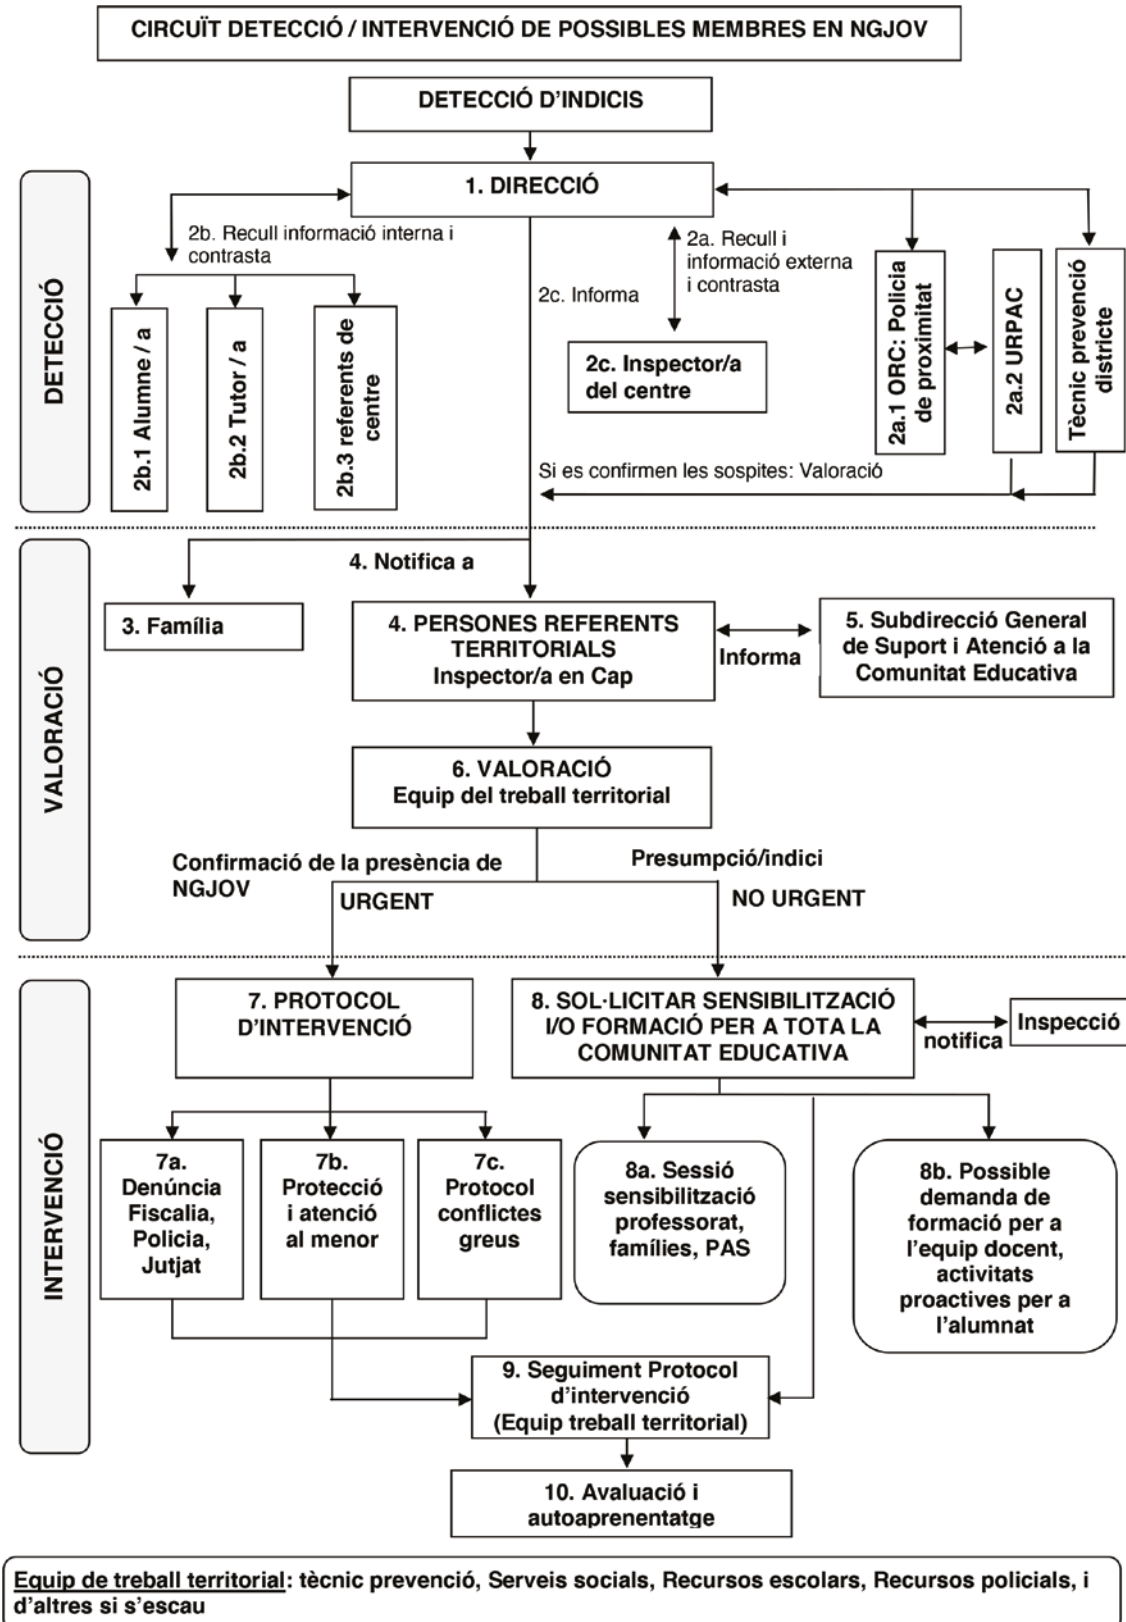 CIRCUÏT DETECCIÓ / INTERVENCIÓ DE POSSIBLES MEMBRES EN NGJOV
DETECCIÓ D'INDICIS
DETECCIÓ
1. DIRECCIÓ
2b. Recull informació interna i
contrasta
2c. Informa
2a. Recull i
informació externa
i contrasta
2b.1 Alumne / a
2b.2 Tutor / a
2b.3 referents de
centre
2c. Inspector/a
del centre
2a.1 ORC: Policia
de proximitat
2a.2 URPAC
Tècnic prevenció
districte
Si es confirmen les sospites: Valoració
VALORACIÓ
4. Notifica a
3. Família
4. PERSONES REFERENTS
TERRITORIALS
Inspector/a en Cap
Informa
5. Subdirecció General
de Suport i Atenció a la
Comunitat Educativa
6. VALORACIÓ
Equip del treball territorial
Confirmació de la presència de
NGJOV
URGENT
Presumpció/indici
NO URGENT
INTERVENCIÓ
7. PROTOCOL
D'INTERVENCIÓ
8. SOL·LICITAR SENSIBILITZACIÓ
I/O FORMACIÓ PER A TOTA LA
COMUNITAT EDUCATIVA
notifica
Inspecció
7a.
Denúncia
Fiscalia,
Policia,
Jutjat
7b.
Protecció
i atenció
al menor
7c.
Protocol
conflictes
greus
8a. Sessió
sensibilització
professorat,
famílies, PAS
8b. Possible
demanda de
formació per a
l'equip docent,
activitats
proactives per a
l'alumnat
9. Seguiment Protocol
d'intervenció
(Equip treball territorial)
10. Avaluació i
autoaprenentatge
Equip de treball territorial: tècnic prevenció, Serveis socials, Recursos escolars, Recursos policials, i
d'altres si s'escau